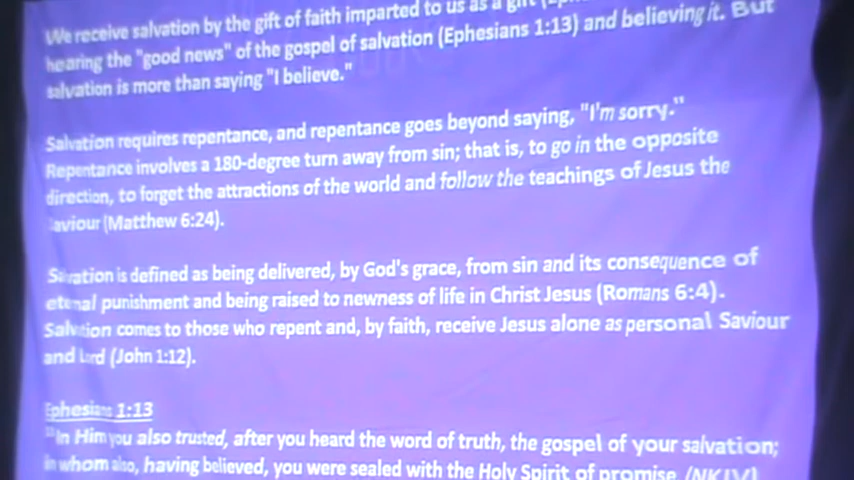 We receive salvation by the gift of faith imparted to us as a gift
hearing the "good news" of the gospel of salvation (Ephesians 1:13) and believing it. But
salvation is more than saying "I believe."
Salvation requires repentance, and repentance goes beyond saying, "I'm sorry."
Repentance involves a 180-degree turn away from sin; that is, to go in the opposite
direction, to forget the attractions of the world and follow the teachings of Jesus the
Saviour (Matthew 6:24).
Salvation is defined as being delivered, by God's grace, from sin and its consequence of
eternal punishment and being raised to newness of life in Christ Jesus (Romans 6:4).
Salvation comes to those who repent and, by faith, receive Jesus alone as personal Saviour
and Lord (John 1:12).
Ephesians 1:13
13 In Him you also trusted, after you heard the word of truth, the gospel of your salvation;
in whom also, having believed, you were sealed with the Holy Spirit of promise (NKJV)